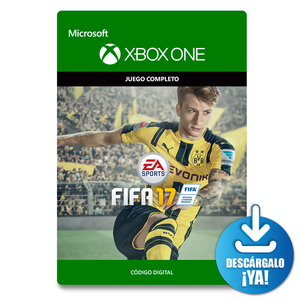 Microsoft
XBOX ONE
JUEGO COMPLETO
EVONIK
EA
SPORTS
FIFA 17
FIFA
CÓDIGO DIGITAL
DESCÁRGALO
¡YA!